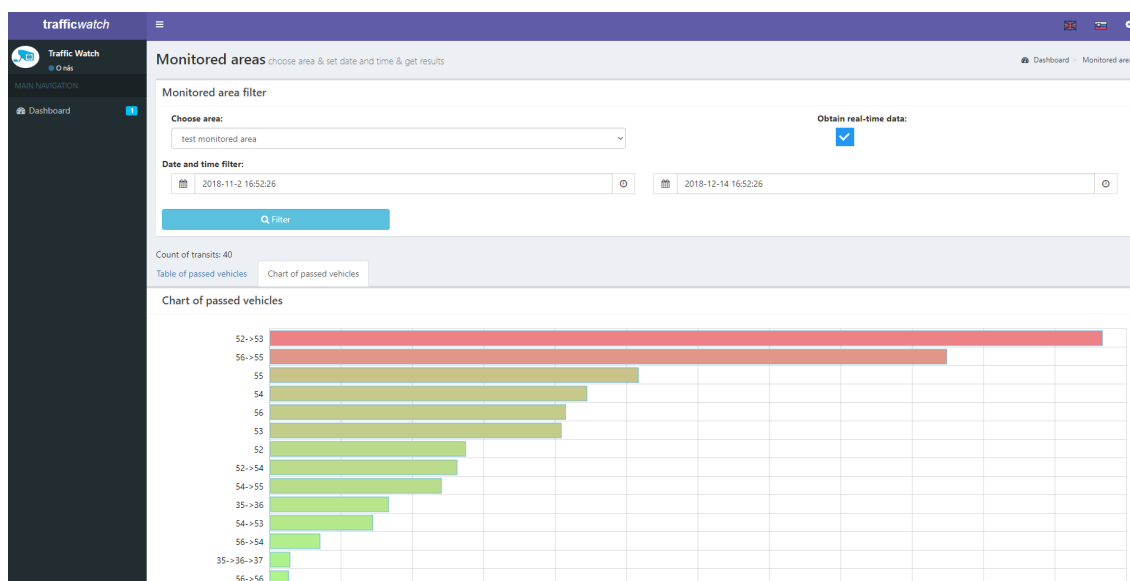 trafficwatch
Traffic Watch
O nás
MAIN NAVIGATION
Dashboard 1
Monitored areas choose area & set date and time & get results
Dashboard > Monitored area
Monitored area filter
Choose area:
Obtain real-time data:
test monitored area
Date and time filter:
2018-11-2 16:52:26
2018-12-14 16:52:26
Filter
Count of transits: 40
Table of passed vehicles
Chart of passed vehicles
Chart of passed vehicles
52->53
56->55
55
54
56
53
52
52->54
54->55
35->36
54->53
56->54
35->36->37
56->56